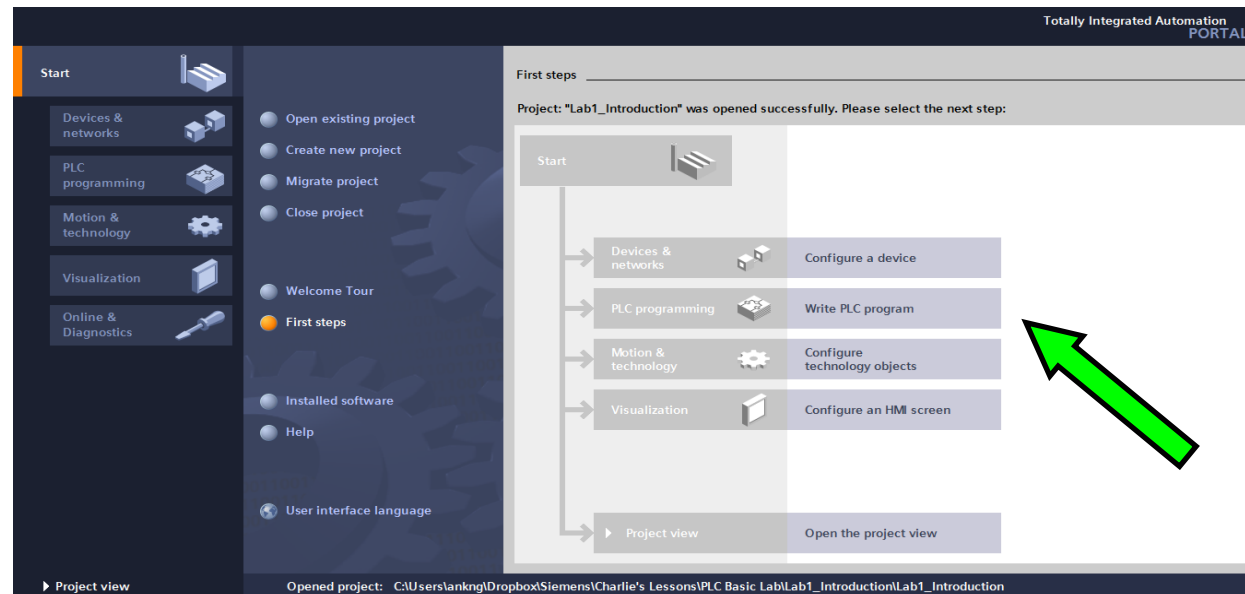 Totally Integrated Automation
PORTAL
Start
Devices &
networks
PLC
programming
Motion &
technology
Visualization
Online &
Diagnostics
Project view
Open existing project
Create new project
Migrate project
Close project
Welcome Tour
First steps
Installed software
Help
User interface language
First steps
Project: "Lab1_Introduction" was opened successfully. Please select the next step:
Start
Devices &
networks
Configure a device
PLC programming
Write PLC program
Motion &
technology
Configure
technology objects
Visualization
Configure an HMI screen
Project view
Open the project view
Opened project: C:\Users\ankng\Dropbox\Siemens\Charlie's Lessons\PLC Basic Lab\Lab1_Introduction\Lab1_Introduction